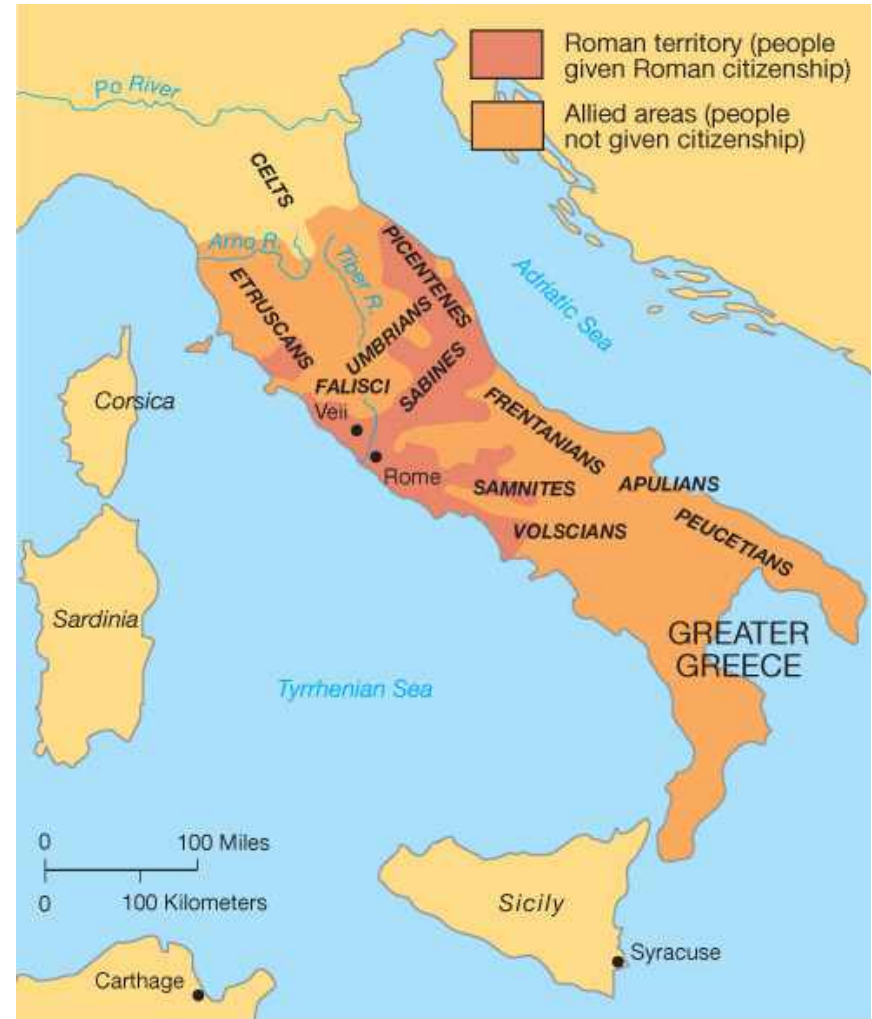 Roman territory (people
given Roman citizenship)
Allied areas (people
not given citizenship)
Po River
CELTS
Arno R.
Tiber R.
PICENTENES
Adriatic Sea
ETRUSCANS
UMBRIANS
SABINES
FALISCI
Veii
Rome
Corsica
FRENTANIANS
SAMNITES
APULIANS
VOLSCIANS
PEUCETIANS
Sardinia
GREATER
GREECE
Tyrrhenian Sea
0 100 Miles
0 100 Kilometers
Sicily
Syracuse
Carthage